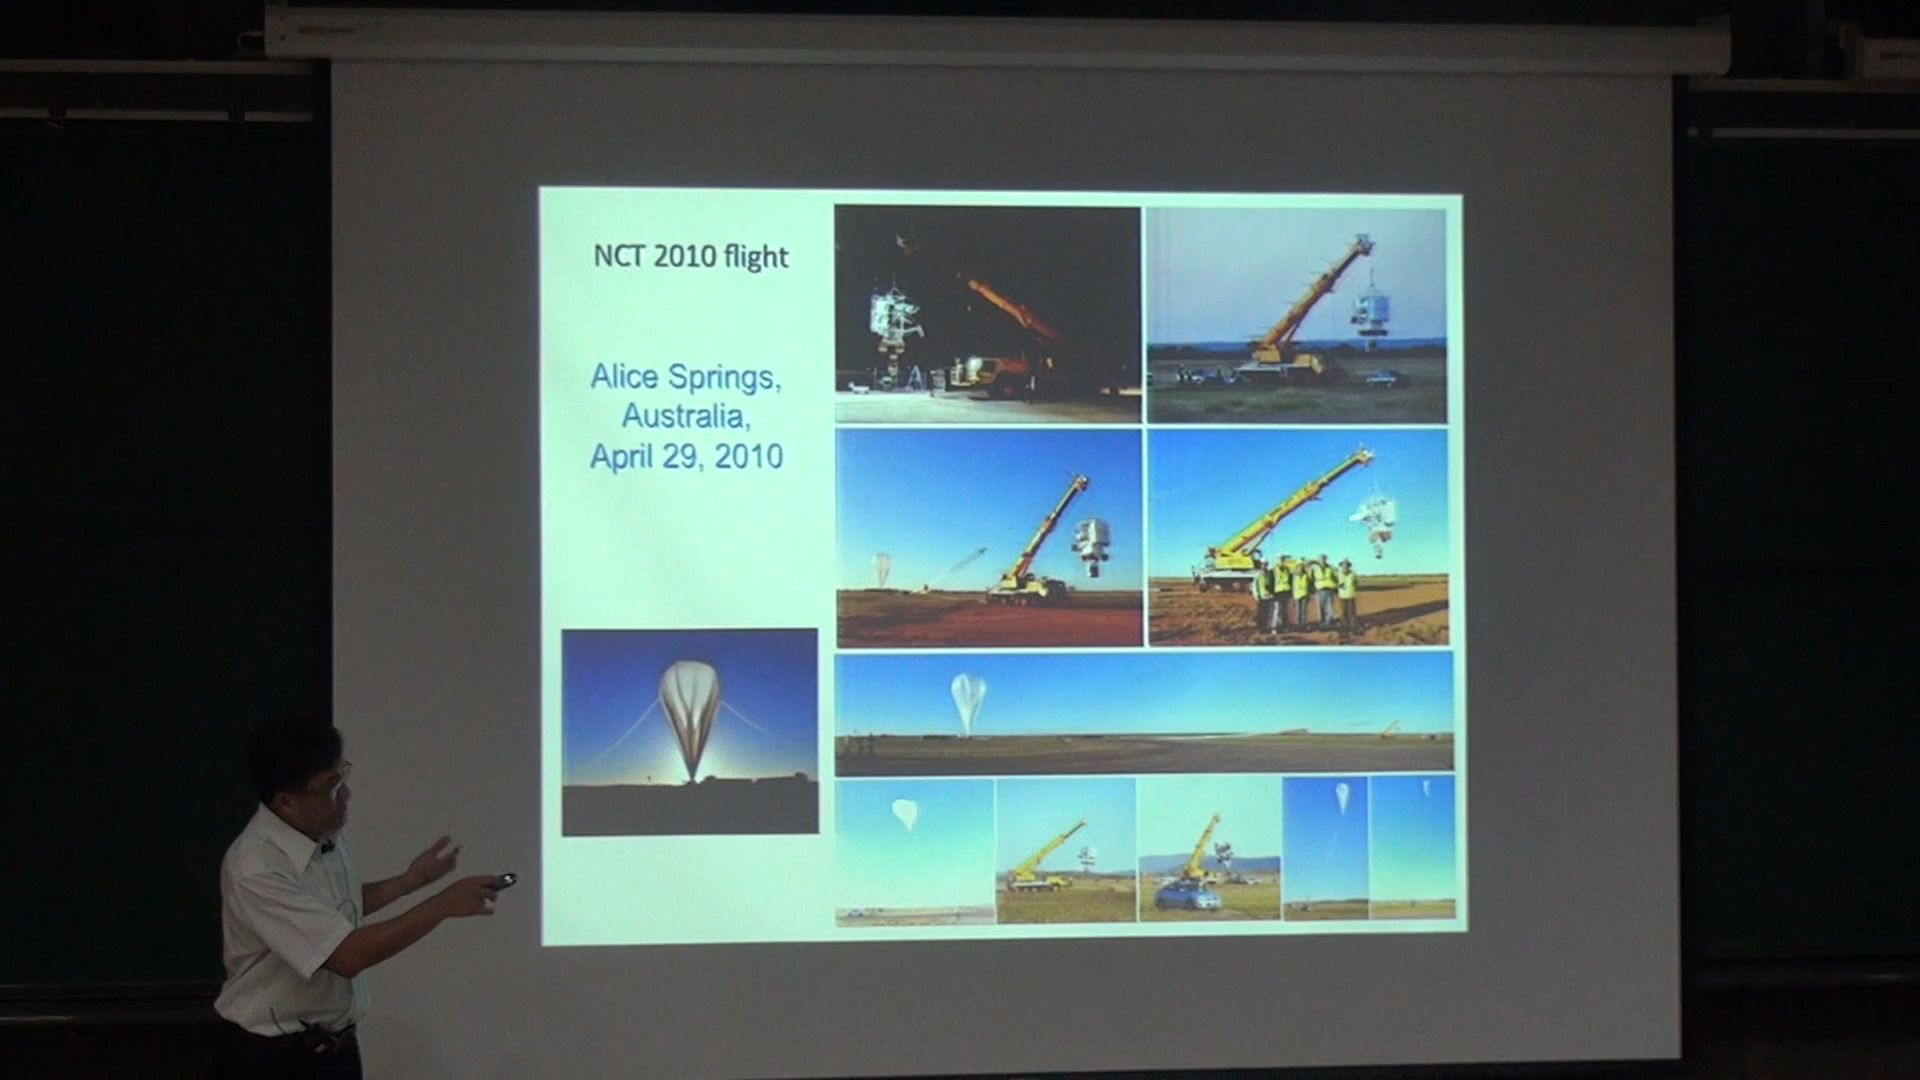 NCT 2010 flight
Alice Springs,
Australia,
April 29, 2010